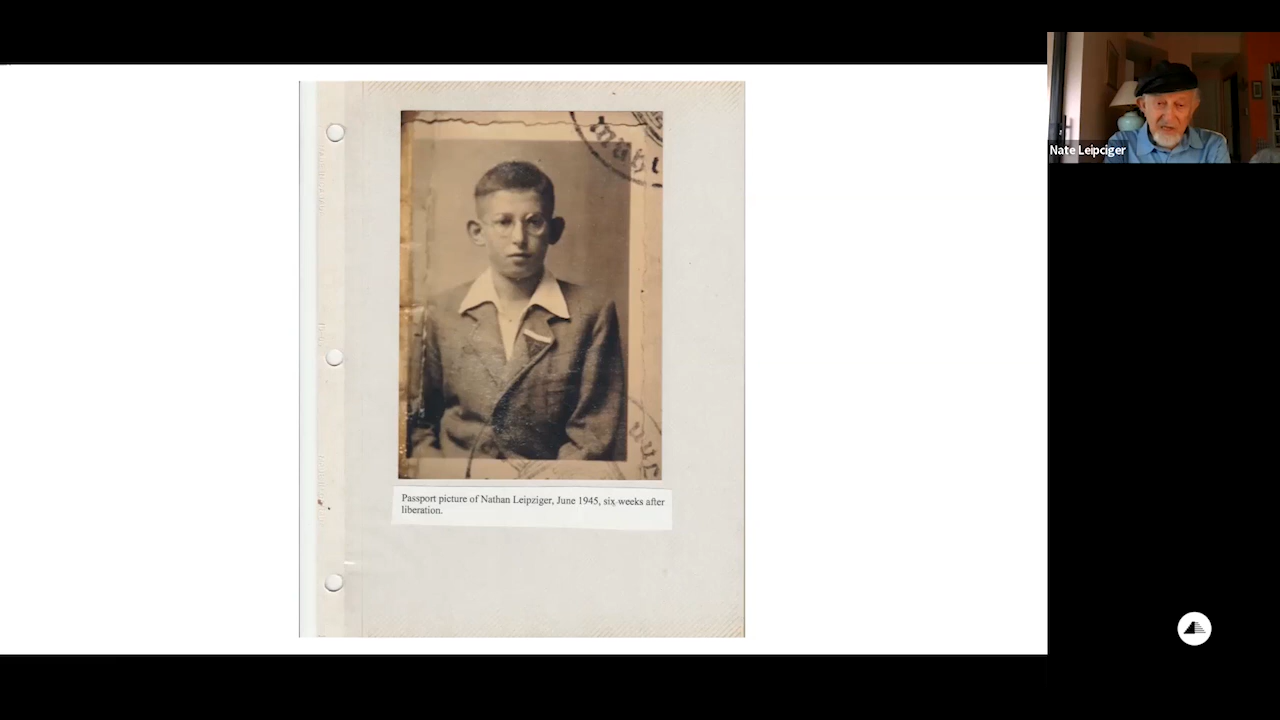 Nate Leipciger
Passport picture of Nathan Leipziger, June 1945, six weeks after
liberation.